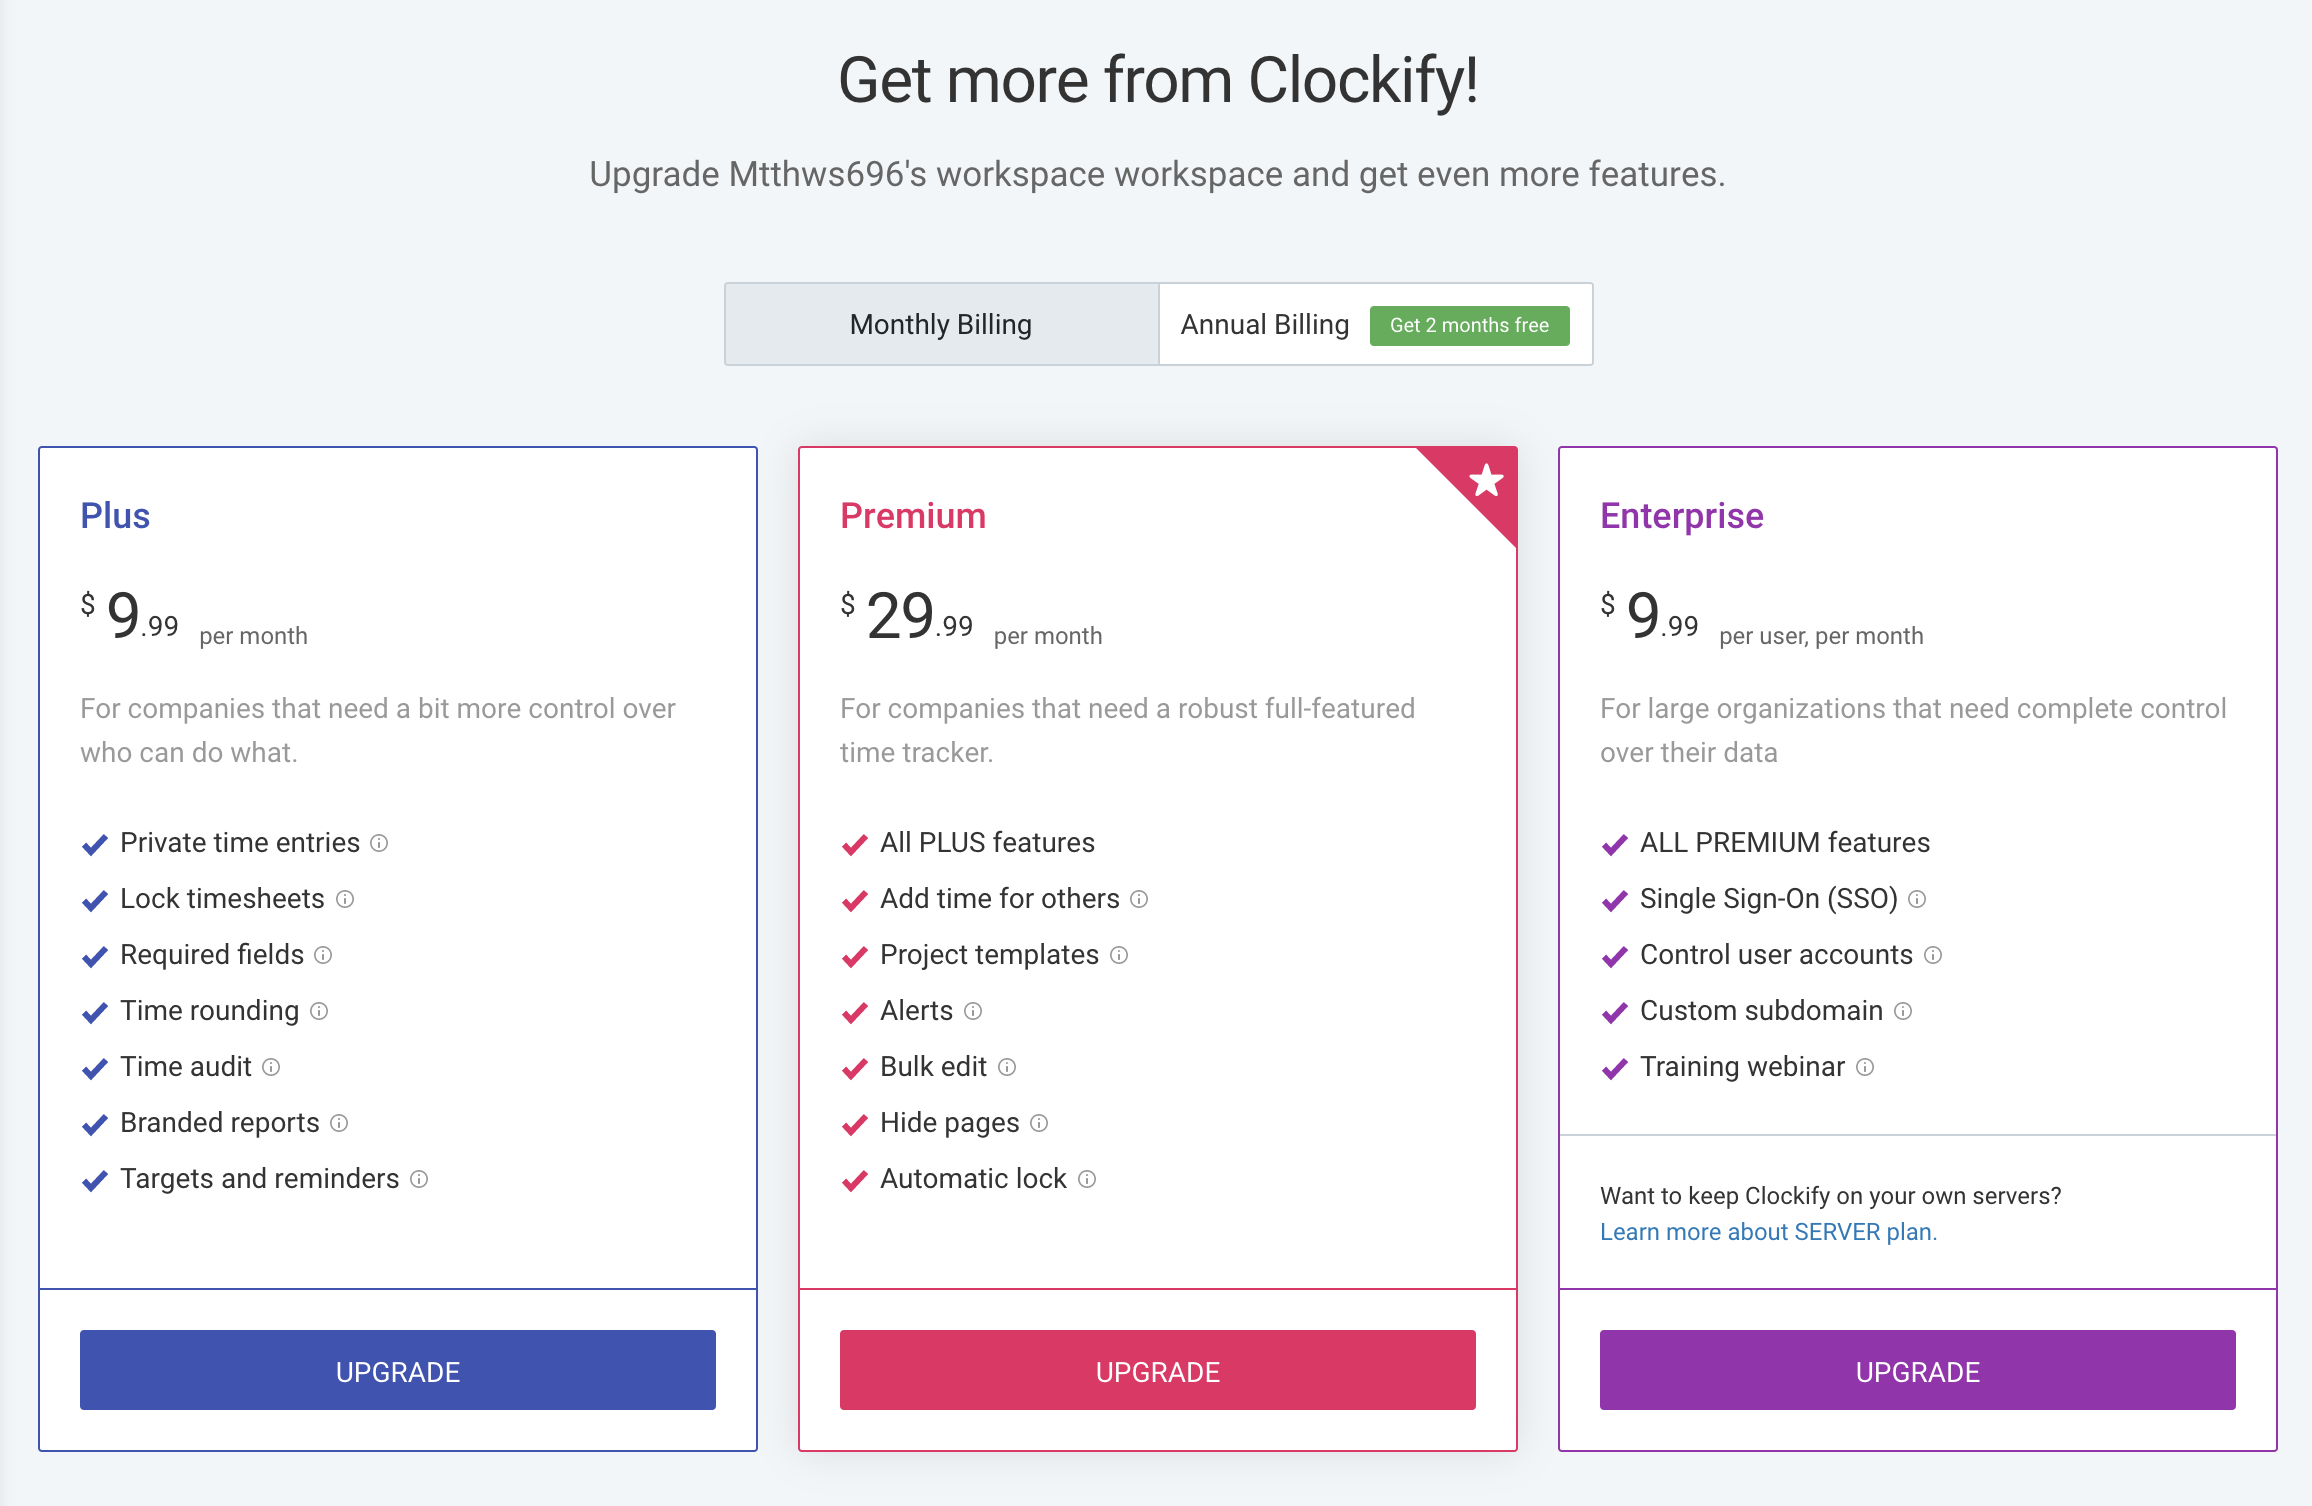 Get more from Clockify!
Upgrade Mtthws696's workspace workspace and get even more features.
Monthly Billing
Annual Billing Get 2 months free
Plus
$ 9.99 per month
For companies that need a bit more control over
who can do what.
Private time entries
Lock timesheets
Required fields
Time rounding
Time audit
Branded reports
Targets and reminders
UPGRADE
Premium
$ 29.99 per month
For companies that need a robust full-featured
time tracker.
All PLUS features
Add time for others
Project templates
Alerts
Bulk edit
Hide pages
Automatic lock
UPGRADE
Enterprise
$ 9.99 per user, per month
For large organizations that need complete control
over their data
ALL PREMIUM features
Single Sign-On (SSO)
Control user accounts
Custom subdomain
Training webinar
Want to keep Clockify on your own servers?
Learn more about SERVER plan.
UPGRADE